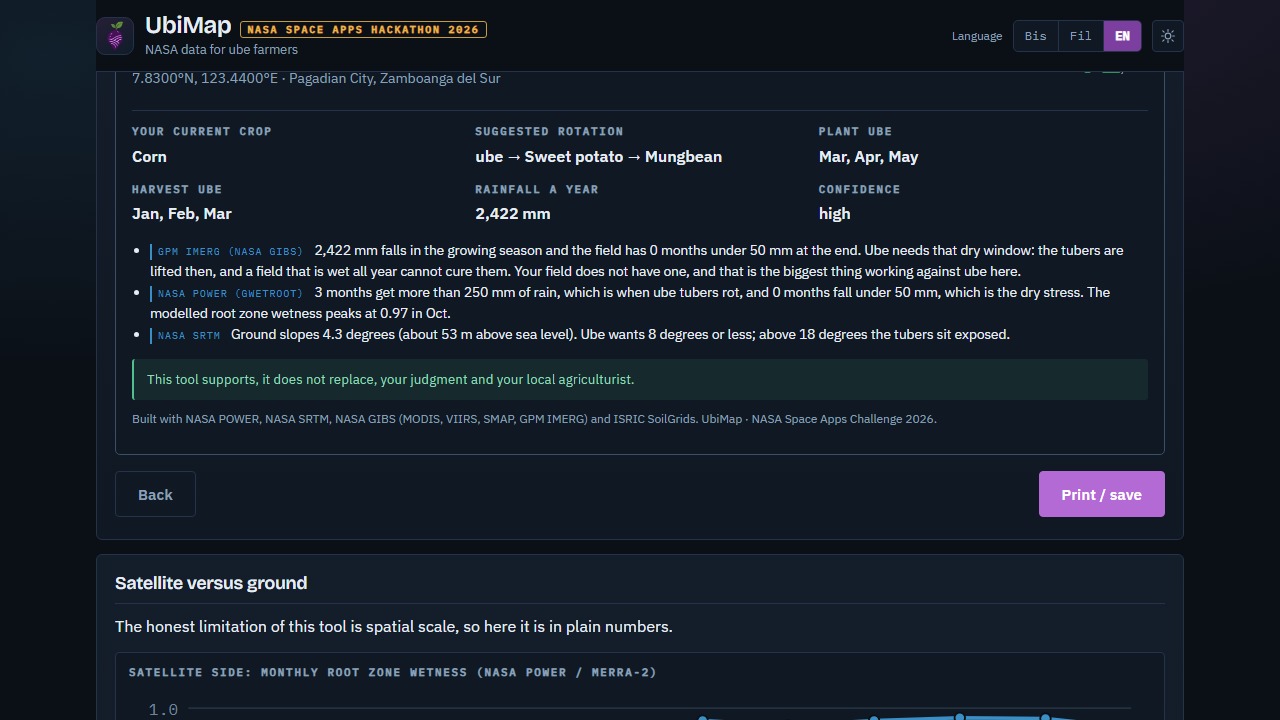 UbiMap NASA SPACE APPS HACKATHON 2026
NASA data for ube farmers
Language Bis Fil EN
7.8300°N, 123.4400°E · Pagadian City, Zamboanga del Sur
YOUR CURRENT CROP SUGGESTED ROTATION PLANT UBE
Corn ube → Sweet potato → Mungbean Mar, Apr, May
HARVEST UBE RAINFALL A YEAR CONFIDENCE
Jan, Feb, Mar 2,422 mm high
GPM IMERG (NASA GIBS) 2,422 mm falls in the growing season and the field has 0 months under 50 mm at the end. Ube needs that dry window: the tubers are
lifted then, and a field that is wet all year cannot cure them. Your field does not have one, and that is the biggest thing working against ube here.
NASA POWER (GWETROOT) 3 months get more than 250 mm of rain, which is when ube tubers rot, and 0 months fall under 50 mm, which is the dry stress. The
modelled root zone wetness peaks at 0.97 in Oct.
NASA SRTM Ground slopes 4.3 degrees (about 53 m above sea level). Ube wants 8 degrees or less; above 18 degrees the tubers sit exposed.
This tool supports, it does not replace, your judgment and your local agriculturist.
Built with NASA POWER, NASA SRTM, NASA GIBS (MODIS, VIIRS, SMAP, GPM IMERG) and ISRIC SoilGrids. UbiMap · NASA Space Apps Challenge 2026.
Back Print / save
Satellite versus ground
The honest limitation of this tool is spatial scale, so here it is in plain numbers.
SATELLITE SIDE: MONTHLY ROOT ZONE WETNESS (NASA POWER / MERRA-2)
1.0